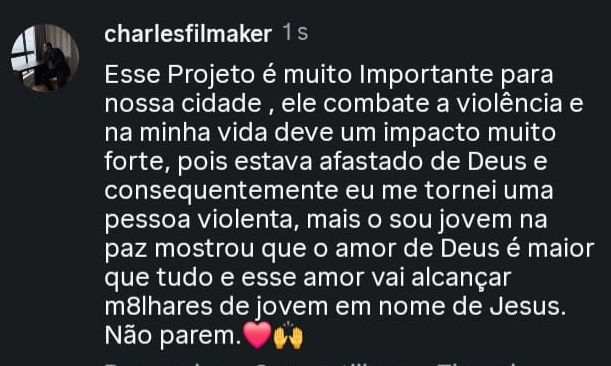 charlesfilmaker 1 s
Esse Projeto é muito Importante para
nossa cidade , ele combate a violência e
na minha vida deve um impacto muito
forte, pois estava afastado de Deus e
consequentemente eu me tornei uma
pessoa violenta, mais o sou jovem na
paz mostrou que o amor de Deus é maior
que tudo e esse amor vai alcançar
m8lhares de jovem em nome de Jesus.
Não parem.❤️🙌